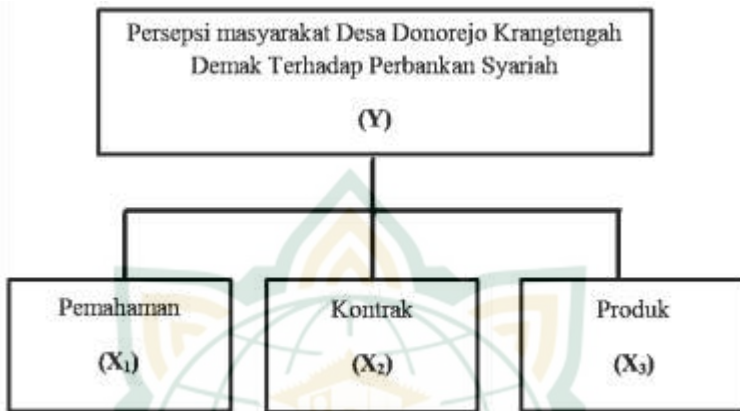 Persepsi masyarakat Desa Donorejo Krangtengah
Demak Terhadap Perbankan Syariah
(Y)
Pemahaman
(X₁)
Kontrak
(X₂)
Produk
(X₃)